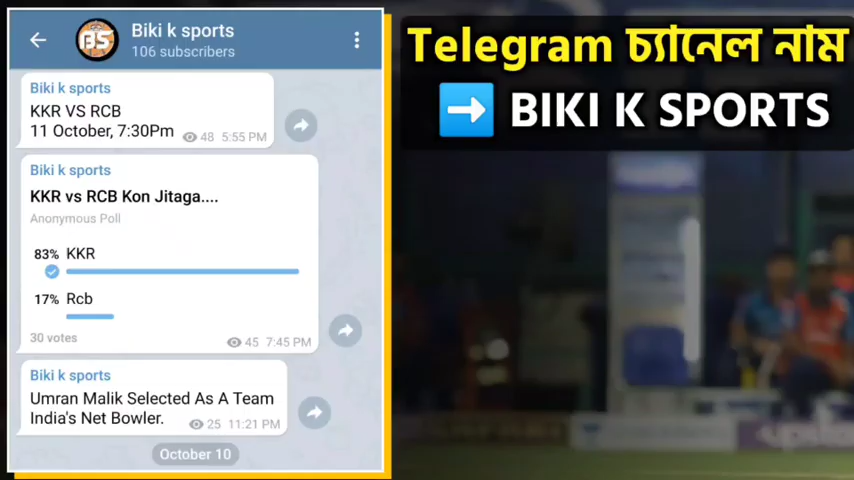 Biki k sports
106 subscribers
Biki k sports
KKR VS RCB
11 October, 7:30Pm 48 5:55 PM
Biki k sports
KKR vs RCB Kon Jitaga....
Anonymous Poll
83% KKR
17% Rcb
30 votes 45 7:45 PM
Biki k sports
Umran Malik Selected As A Team
India's Net Bowler. 25 11:21 PM
October 10
Telegram চ্যানেল নাম
➡️ BIKI K SPORTS